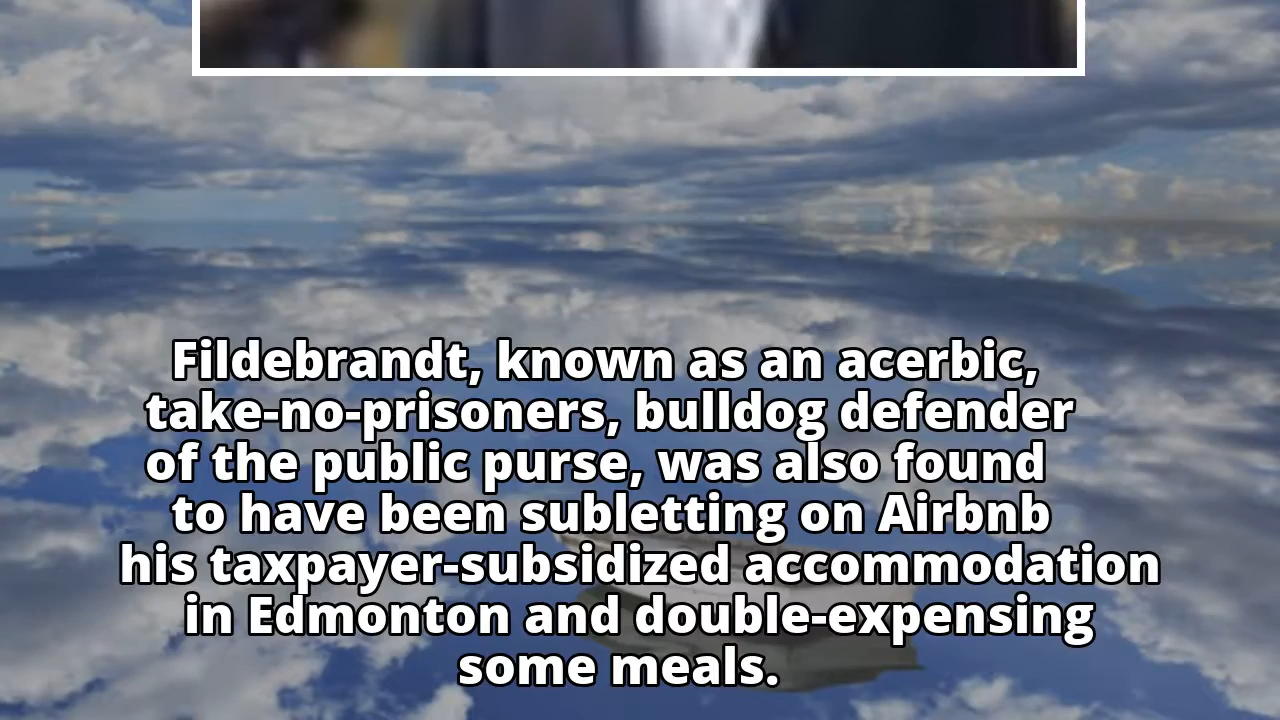 Fildebrandt, known as an acerbic,
take-no-prisoners, bulldog defender
of the public purse, was also found
to have been subletting on Airbnb
his taxpayer-subsidized accommodation
in Edmonton and double-expensing
some meals.